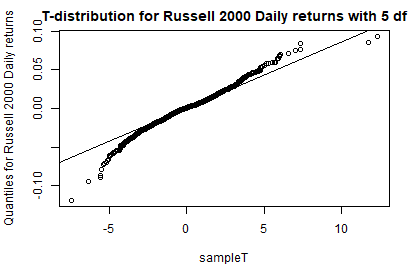 T-distribution for Russell 2000 Daily returns with 5 df
Quantiles for Russell 2000 Daily returns
0.10
0.05
0.00
-0.10
-5
0
5
10
sampleT